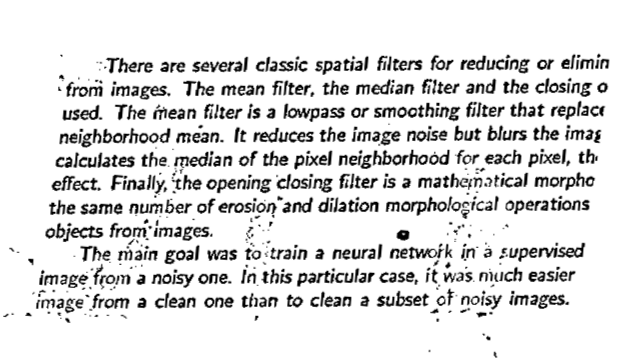 There are several classic spatial filters for reducing or elimin
from images. The mean filter, the median filter and the closing o
used. The mean filter is a lowpass or smoothing filter that replace
neighborhood mean. It reduces the image noise but blurs the imag
calculates the median of the pixel neighborhood for each pixel, th
effect. Finally, the opening closing filter is a mathematical morpho
the same number of erosion and dilation morphological operations
objects from images.
The main goal was to train a neural network in a supervised
image from a noisy one. In this particular case, it was much easier
image from a clean one than to clean a subset of noisy images.